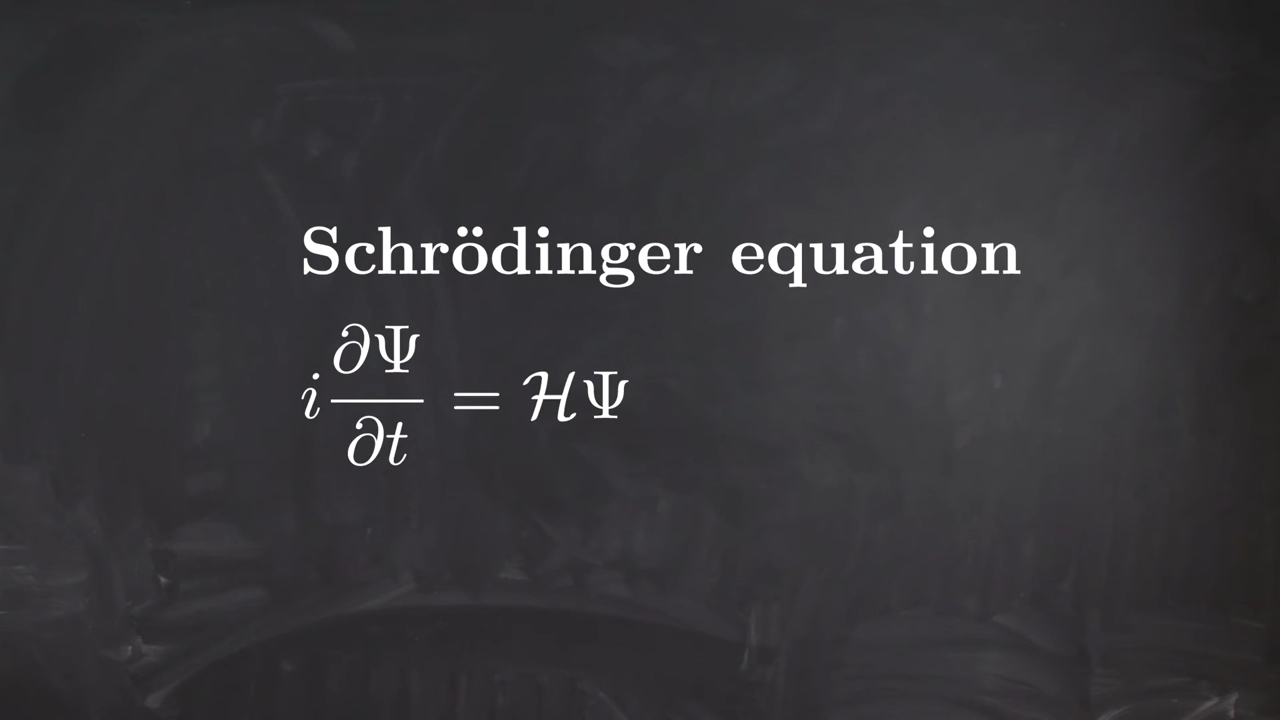 Schrödinger equation
i ∂Ψ/∂t = ℋΨ